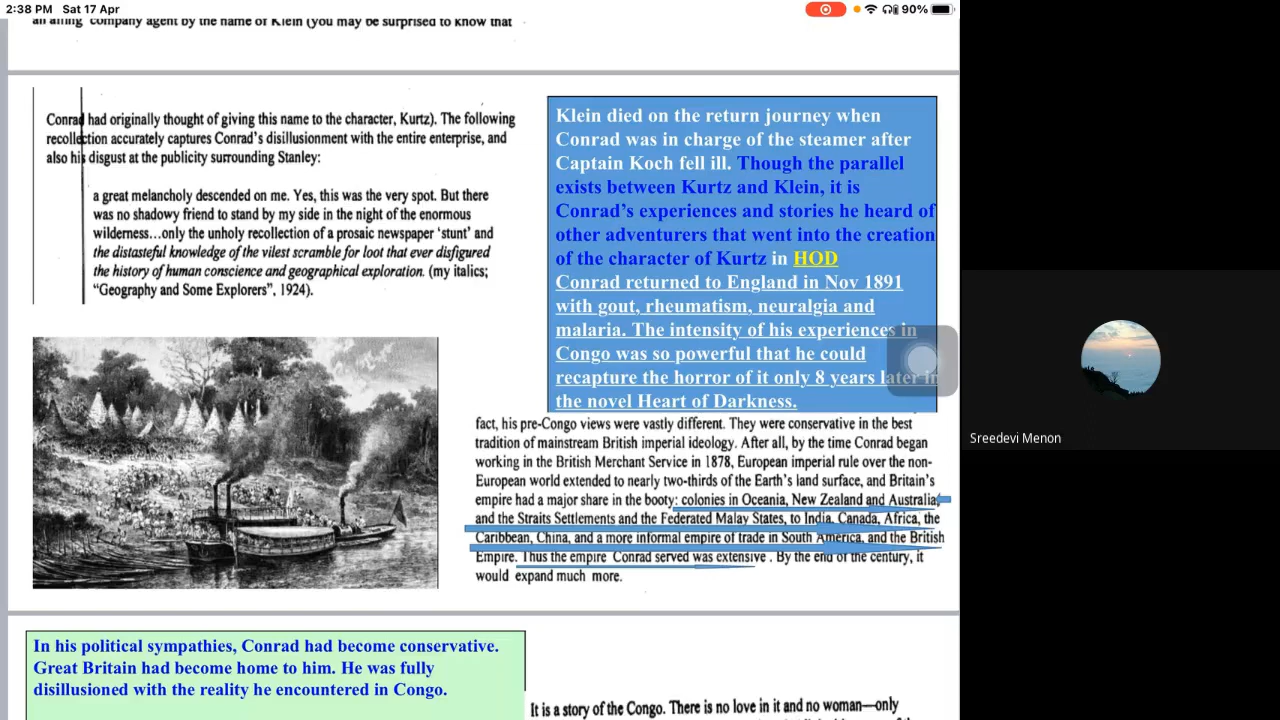 2:38 PM Sat 17 Apr
90%
an ailing company agent by the name of Klein (you may be surprised to know that
Conrad had originally thought of giving this name to the character, Kurtz). The following
recollection accurately captures Conrad's disillusionment with the entire enterprise, and
also his disgust at the publicity surrounding Stanley:
a great melancholy descended on me. Yes, this was the very spot. But there
was no shadowy friend to stand by my side in the night of the enormous
wilderness...only the unholy recollection of a prosaic newspaper 'stunt' and
the distasteful knowledge of the vilest scramble for loot that ever disfigured
the history of human conscience and geographical exploration. (my italics;
"Geography and Some Explorers", 1924).
Klein died on the return journey when
Conrad was in charge of the steamer after
Captain Koch fell ill. Though the parallel
exists between Kurtz and Klein, it is
Conrad's experiences and stories he heard of
other adventurers that went into the creation
of the character of Kurtz in HOD
Conrad returned to England in Nov 1891
with gout, rheumatism, neuralgia and
malaria. The intensity of his experiences in
Congo was so powerful that he could
recapture the horror of it only 8 years later in
the novel Heart of Darkness.
fact, his pre-Congo views were vastly different. They were conservative in the best
tradition of mainstream British imperial ideology. After all, by the time Conrad began
working in the British Merchant Service in 1878, European imperial rule over the non-
European world extended to nearly two-thirds of the Earth's land surface, and Britain's
empire had a major share in the booty: colonies in Oceania, New Zealand and Australia,
and the Straits Settlements and the Federated Malay States, to India, Canada, Africa, the
Caribbean, China, and a more informal empire of trade in South America, and the British
Empire. Thus the empire Conrad served was extensive . By the end of the century, it
would expand much more.
In his political sympathies, Conrad had become conservative.
Great Britain had become home to him. He was fully
disillusioned with the reality he encountered in Congo.
It is a story of the Congo. There is no love in it and no woman—only
Sreedevi Menon